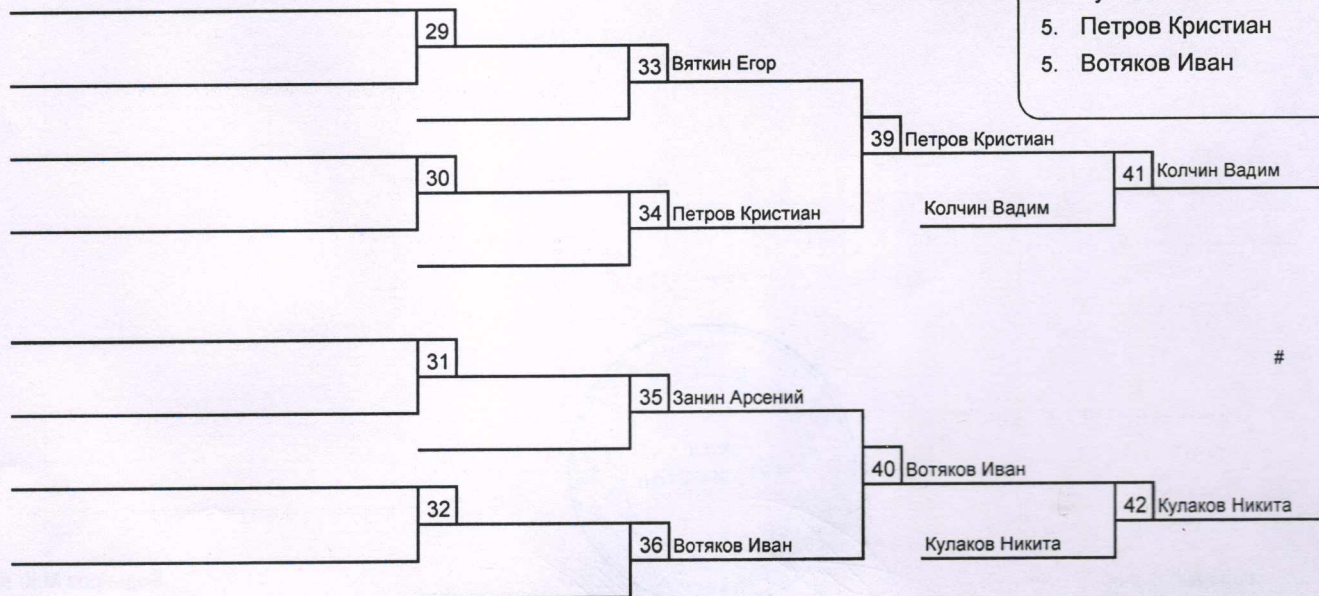 5. Петров Кристиан
5. Вотяков Иван
29
33 Вяткин Егор
39 Петров Кристиан
41 Колчин Вадим
30
34 Петров Кристиан
Колчин Вадим
31
#
35 Занин Арсений
40 Вотяков Иван
42 Кулаков Никита
32
36 Вотяков Иван
Кулаков Никита